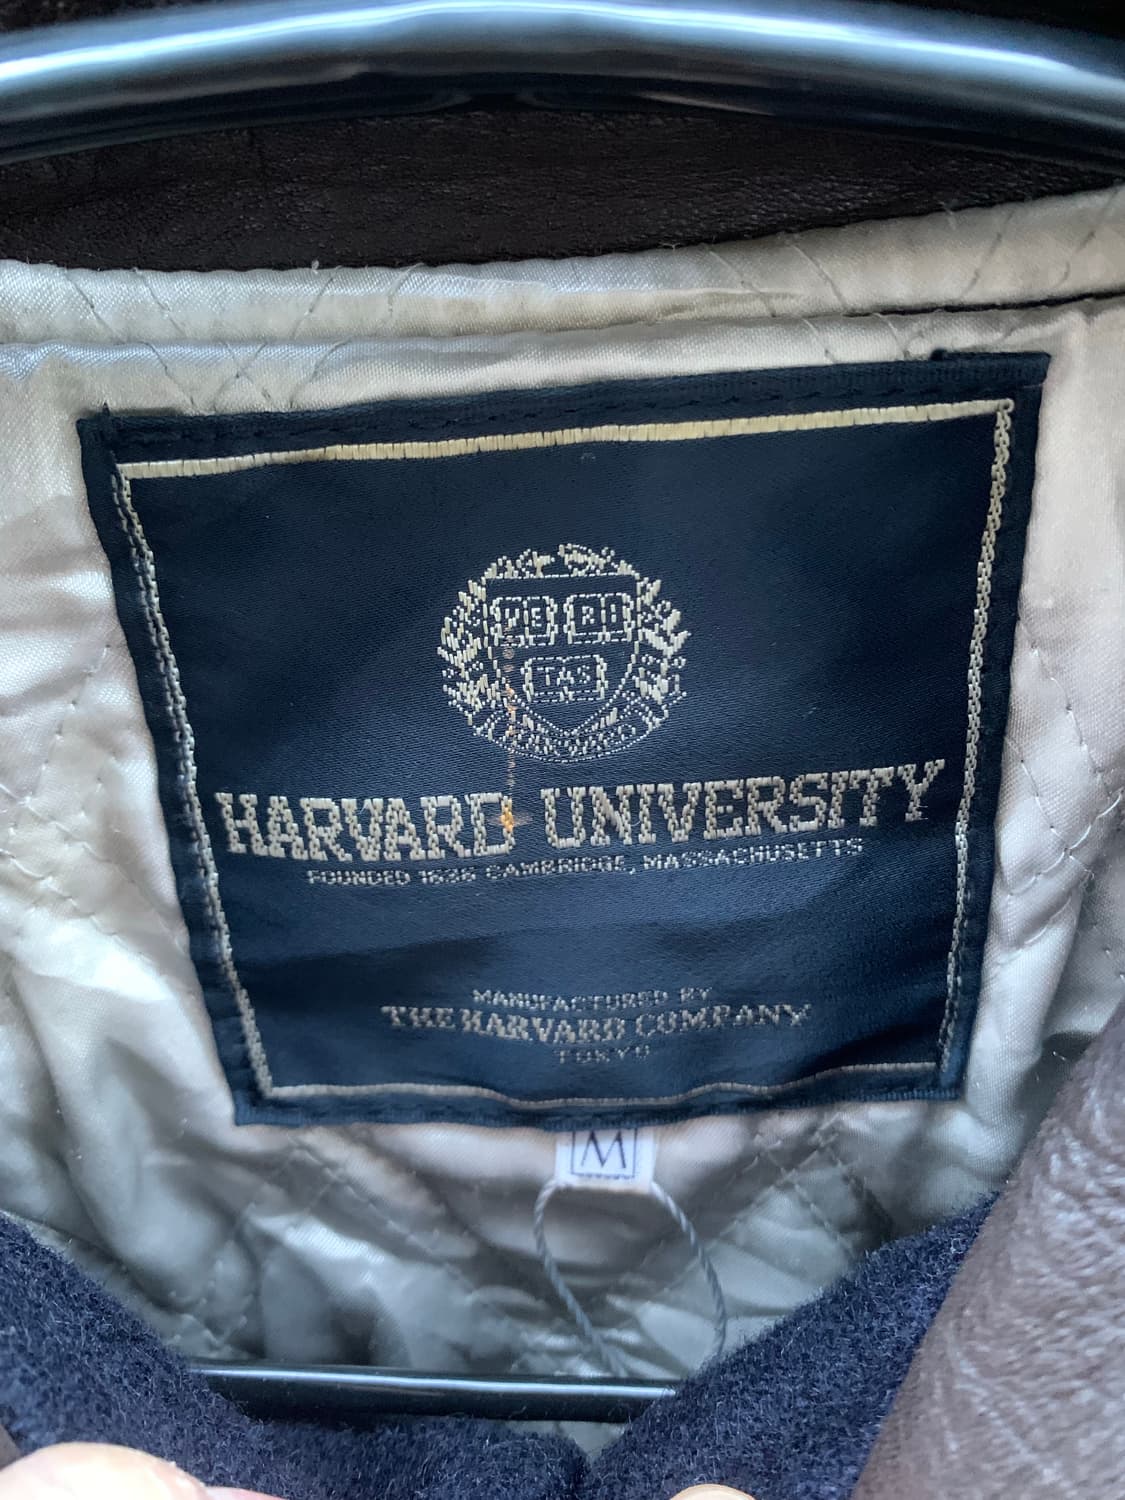 VE RI
TAS
HARVARD UNIVERSITY
FOUNDED 1636 CAMBRIDGE, MASSACHUSETTS
MANUFACTURED BY
THE HARVARD COMPANY
TOKYO
M